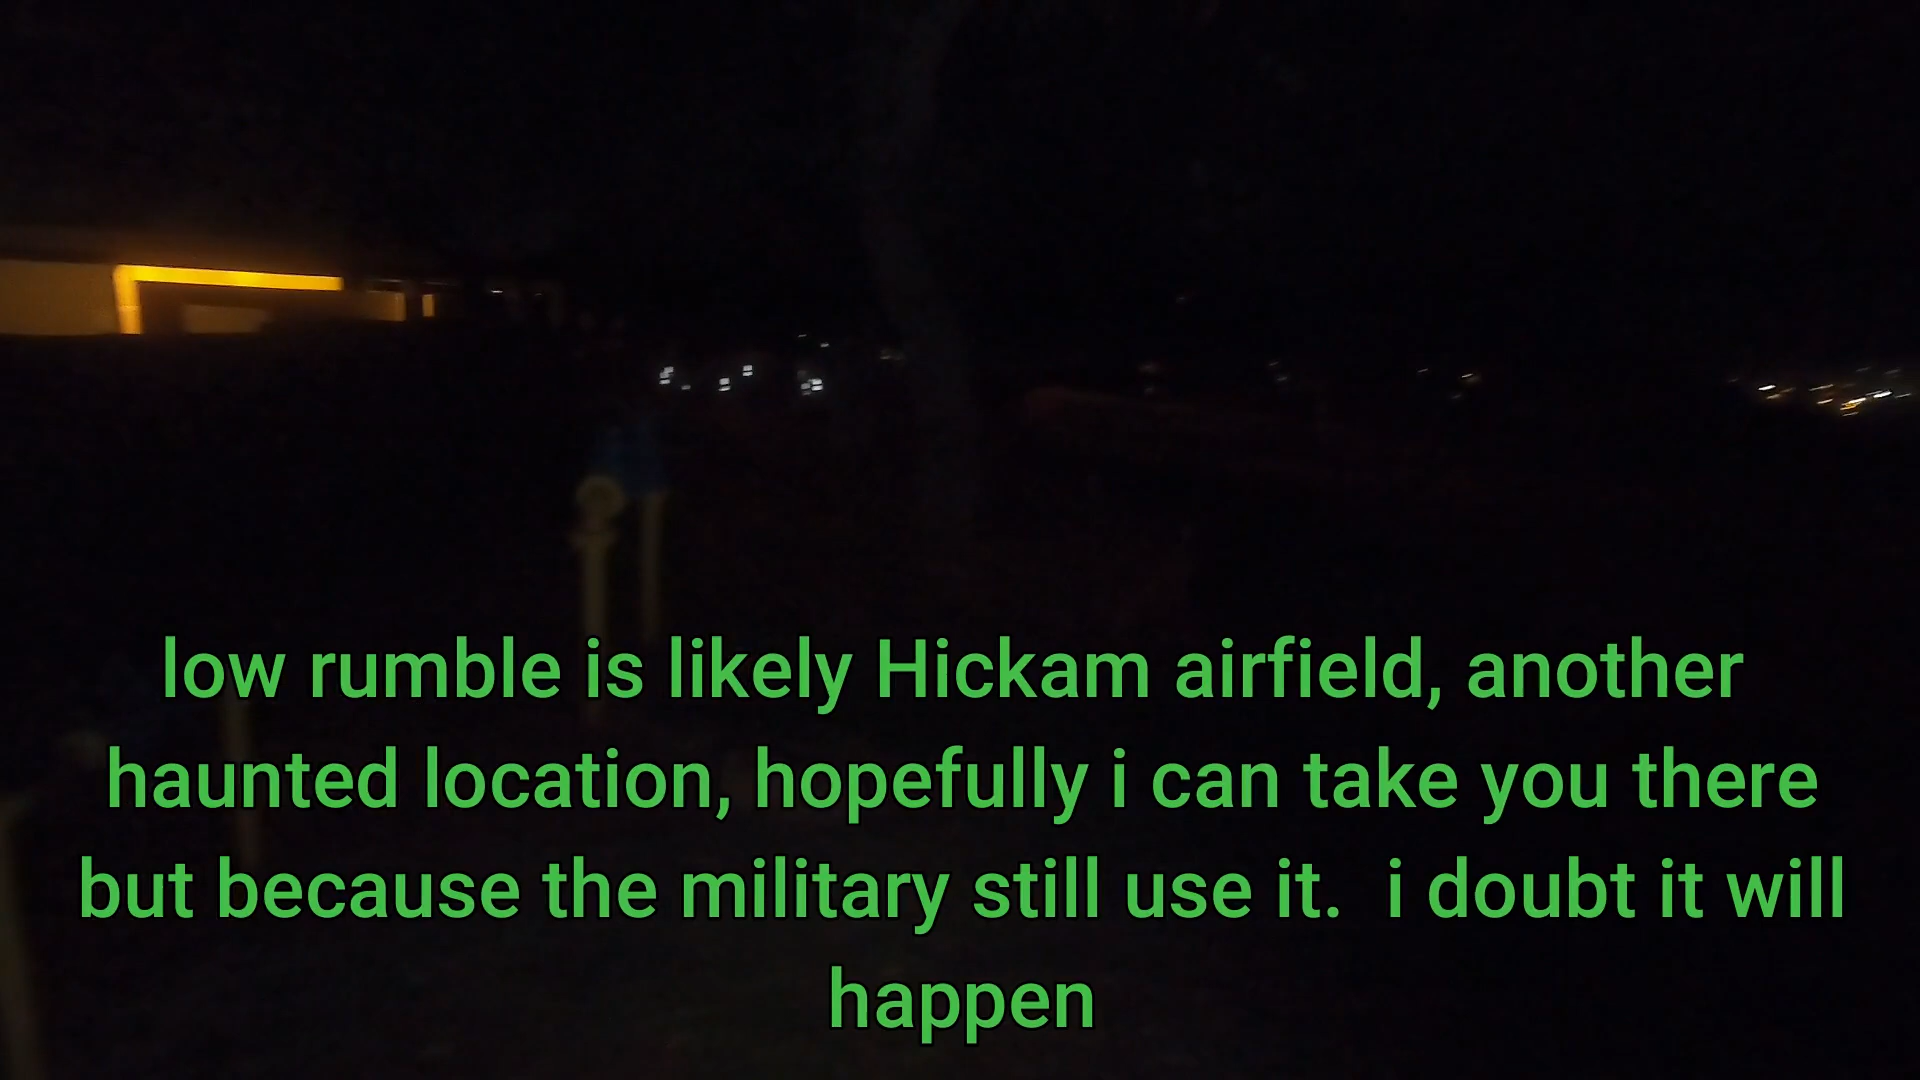 low rumble is likely Hickam airfield, another
haunted location, hopefully i can take you there
but because the military still use it.  i doubt it will
happen